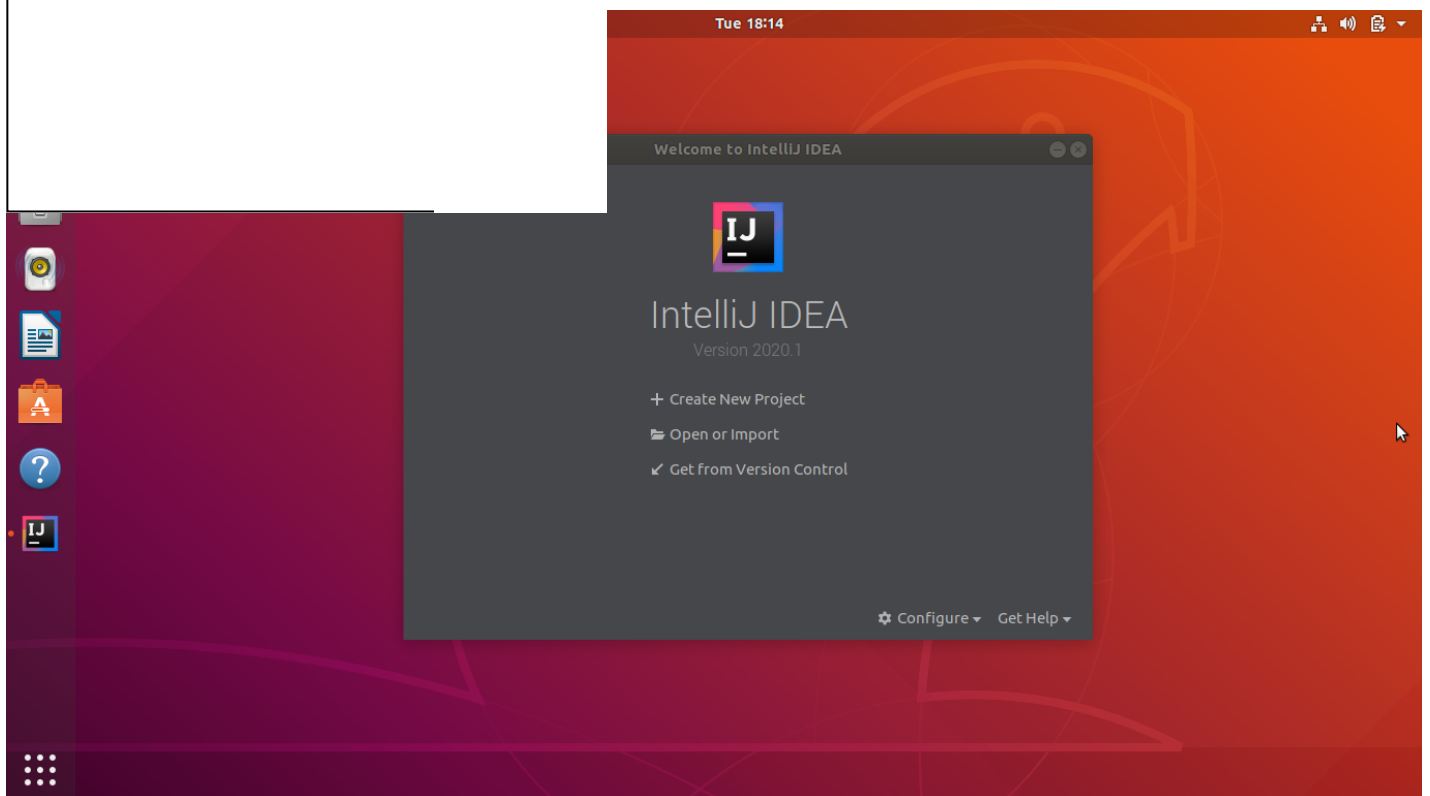 Tue 18:14
Welcome to IntelliJ IDEA
IJ
IntelliJ IDEA
Version 2020.1
Create New Project
Open or Import
Get from Version Control
IJ
Configure Get Help